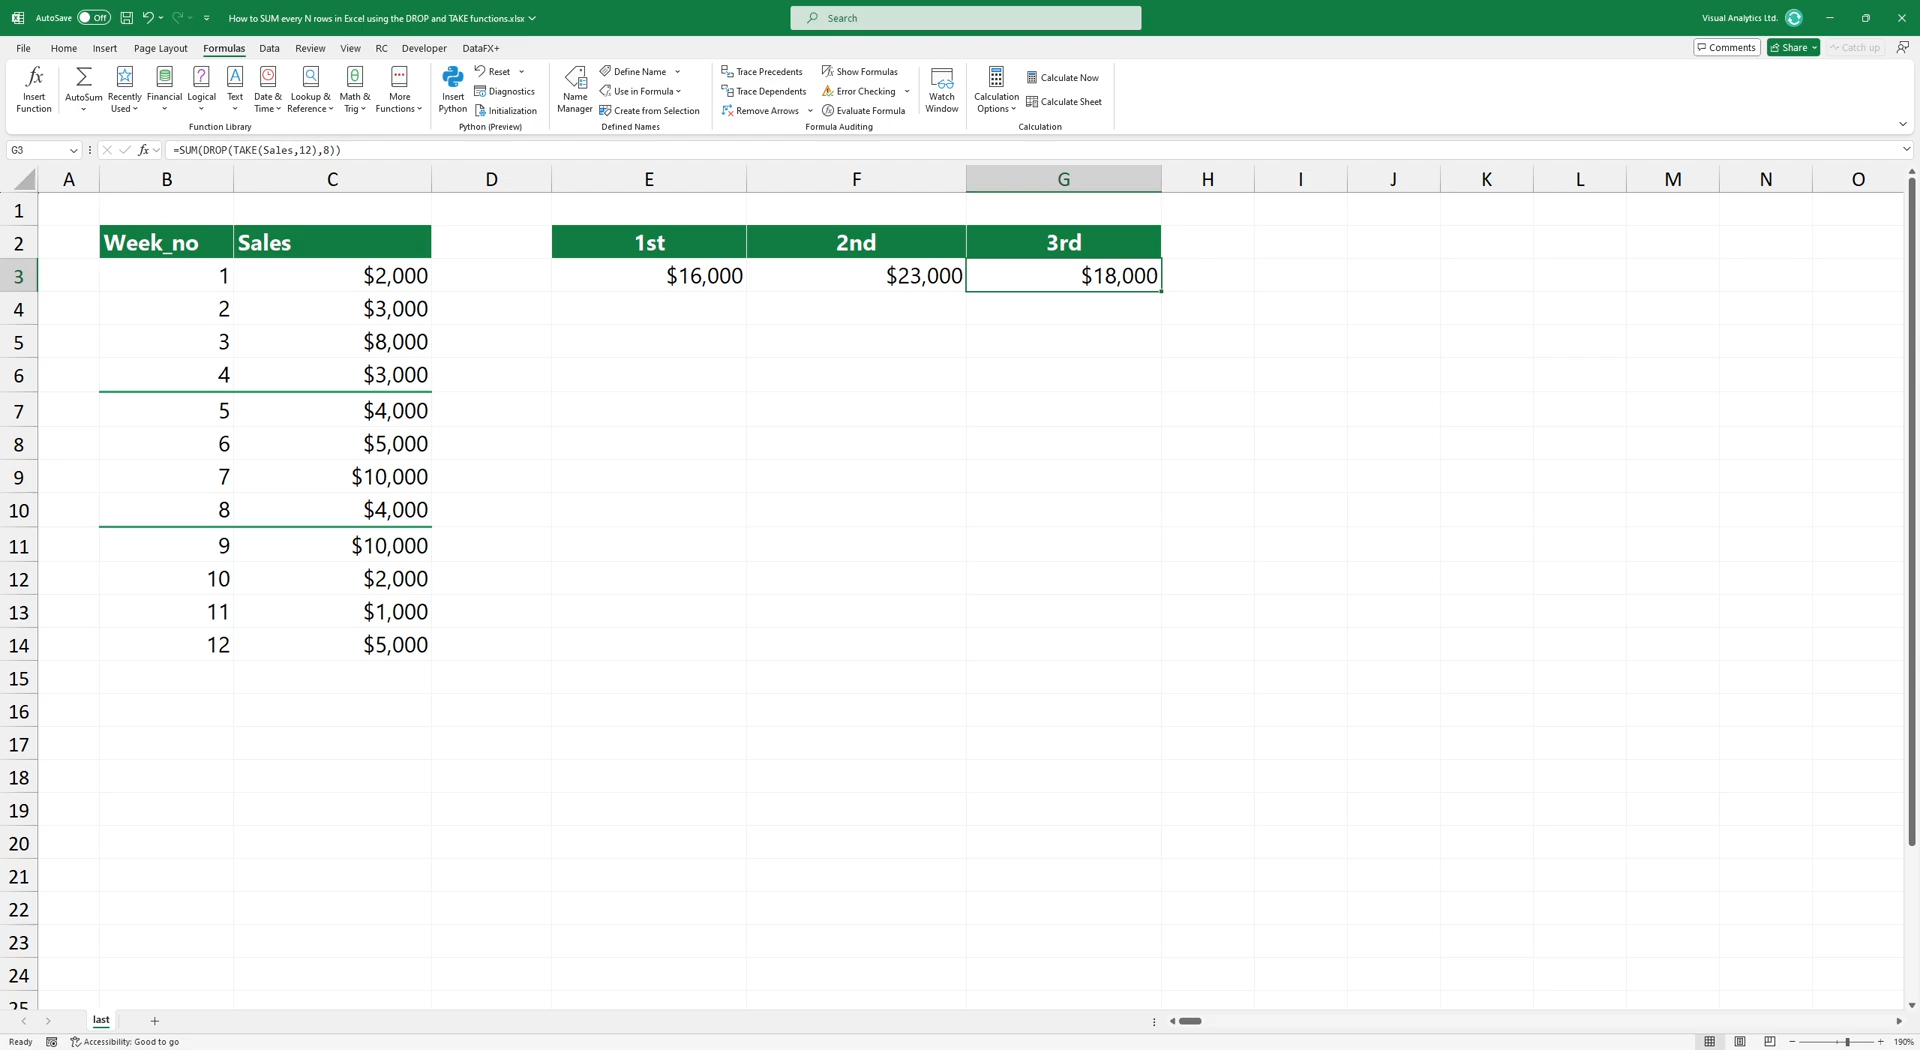 AutoSave Off How to SUM every N rows in Excel using the DROP and TAKE functions.xlsx Search Visual Analytics Ltd.
File Home Insert Page Layout Formulas Data Review View RC Developer DataFX+ Comments Share Catch up
Insert Function
AutoSum
Recently Used
Financial
Logical
Text
Date & Time
Lookup & Reference
Math & Trig
More Functions
Function Library
Insert Python
Reset
Diagnostics
Initialization
Python (Preview)
Name Manager
Define Name
Use in Formula
Create from Selection
Defined Names
Trace Precedents
Trace Dependents
Remove Arrows
Show Formulas
Error Checking
Evaluate Formula
Formula Auditing
Watch Window
Calculation Options
Calculate Now
Calculate Sheet
Calculation
G3 fx =SUM(DROP(TAKE(Sales,12),8))
A B C D E F G H I J K L M N O
1
2 Week_no Sales 1st 2nd 3rd
3 1 $2,000 $16,000 $23,000 $18,000
4 2 $3,000
5 3 $8,000
6 4 $3,000
7 5 $4,000
8 6 $5,000
9 7 $10,000
10 8 $4,000
11 9 $10,000
12 10 $2,000
13 11 $1,000
14 12 $5,000
15
16
17
18
19
20
21
22
23
24
25
last
Ready Accessibility: Good to go 190%